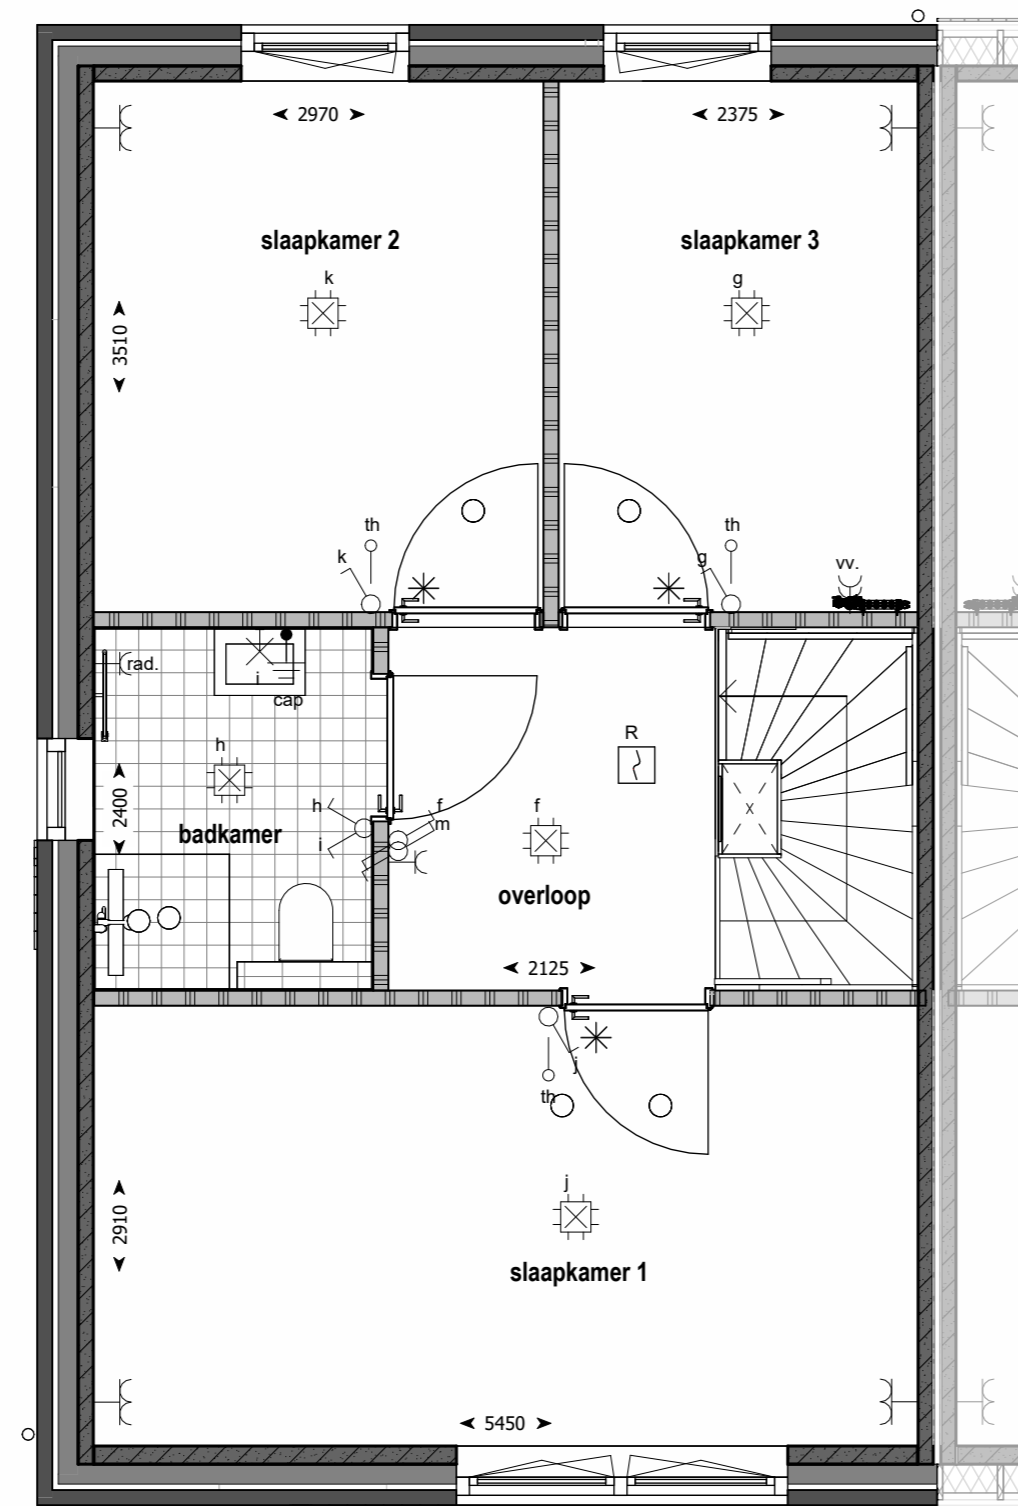 2970
2375
slaapkamer 2
slaapkamer 3
k
g
3510
th
th
k
g
vv.
rad.
i
cap
h
R
2400
h
f
f
m
badkamer
i
overloop
2125
j
th
j
2910
slaapkamer 1
5450